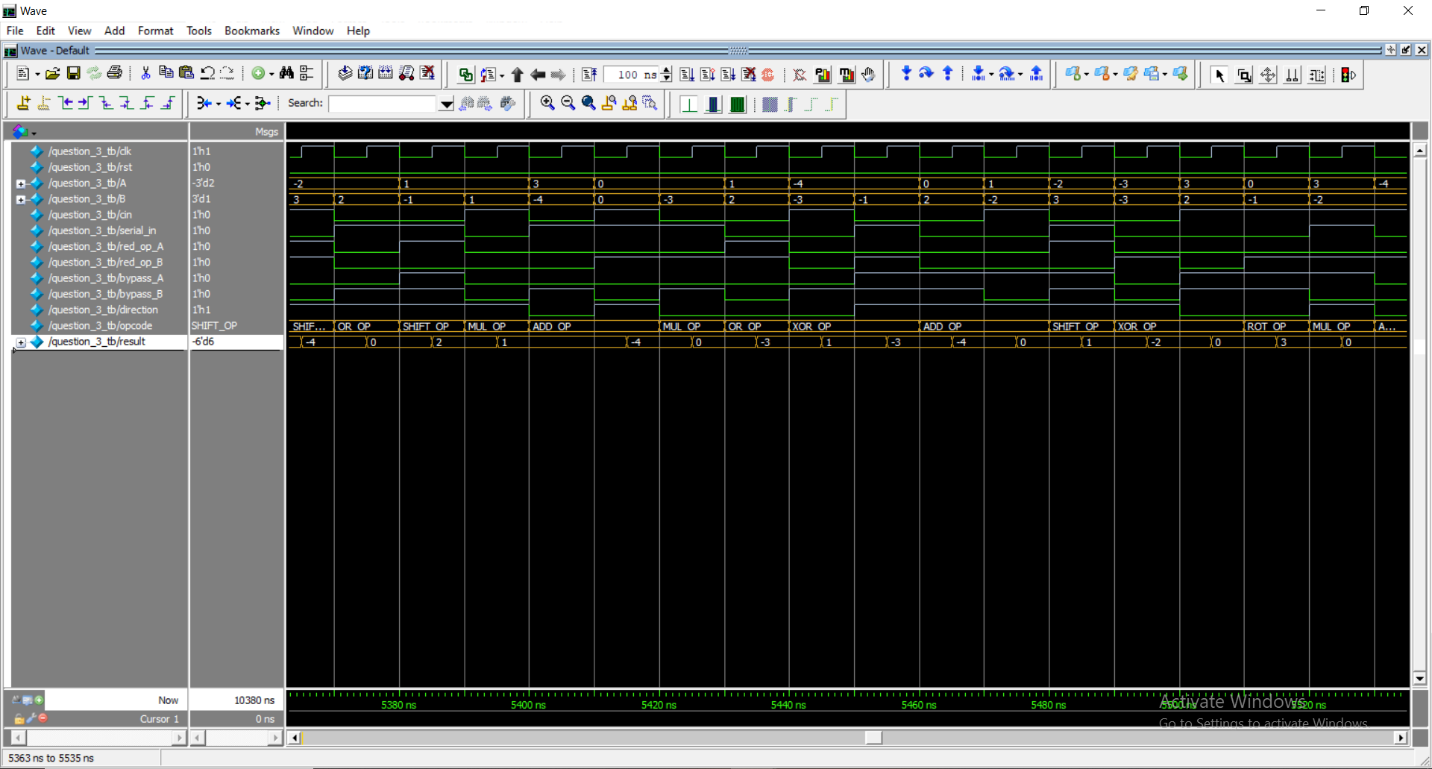 Wave
File Edit View Add Format Tools Bookmarks Window Help
Wave - Default
100 ns
Search:
Msgs
/question_3_tb/clk 1'h1
/question_3_tb/rst 1'h0
/question_3_tb/A -3'd2 -2 1 3 0 1 -4 0 1 -2 -3 3 0 3 -4
/question_3_tb/B 3'd1 3 2 -1 1 -4 0 -3 2 -3 -1 2 -2 3 -3 2 -1 -2
/question_3_tb/cin 1'h0
/question_3_tb/serial_in 1'h0
/question_3_tb/red_op_A 1'h0
/question_3_tb/red_op_B 1'h0
/question_3_tb/bypass_A 1'h0
/question_3_tb/bypass_B 1'h0
/question_3_tb/direction 1'h1
/question_3_tb/opcode SHIFT_OP SHIF... OR_OP SHIFT_OP MUL_OP ADD_OP MUL_OP OR_OP XOR_OP ADD_OP SHIFT_OP XOR_OP ROT_OP MUL_OP A...
/question_3_tb/result -6'd6 -4 0 2 1 -4 0 -3 1 -3 -4 0 1 -2 0 3 0
Now 10380 ns
Cursor 1 0 ns
5380 ns 5400 ns 5420 ns 5440 ns 5460 ns 5480 ns 5500 ns 5520 ns
Activate Windows
Go to Settings to activate Windows.
5363 ns to 5535 ns